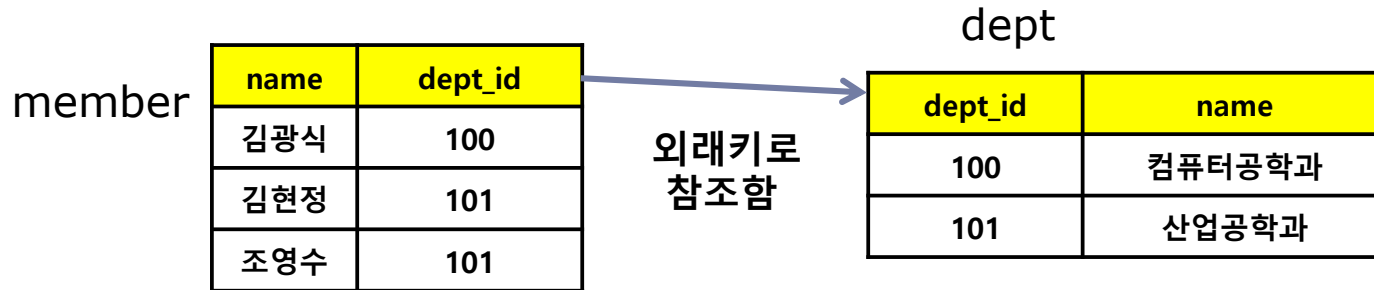 member
name dept_id
김광식 100
김현정 101
조영수 101
외래키로
참조함
dept
dept_id name
100 컴퓨터공학과
101 산업공학과